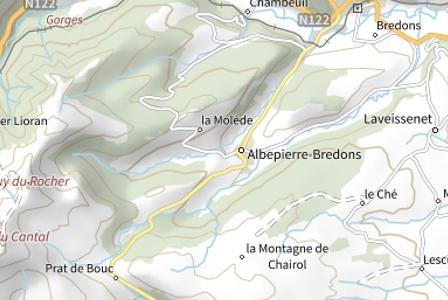 N122
Chambeuil
Gorges
N122
Bredons
er Lioran
la Molède
Laveissenet
Albepierre-Bredons
uy du Rocher
le Ché
M
du Cantal
la Montagne de
Chairol
Prat de Bouc
Lesc